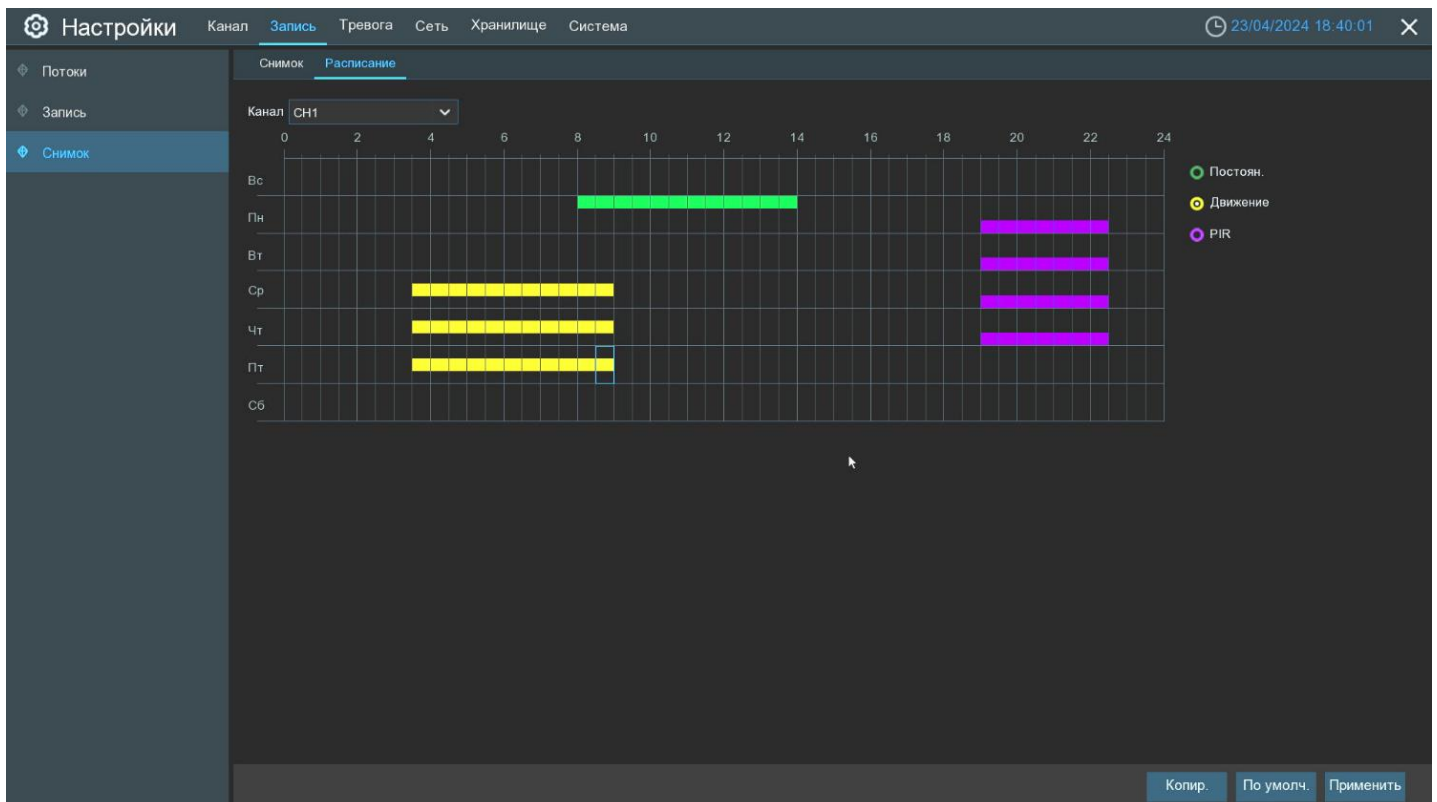 Настройки Канал Запись Тревога Сеть Хранилище Система 23/04/2024 18:40:01
Потоки
Запись
Снимок
Снимок Расписание
Канал CH1
0 2 4 6 8 10 12 14 16 18 20 22 24
Вс
Пн
Вт
Ср
Чт
Пт
Сб
Постоян.
Движение
PIR
Копир. По умолч. Применить